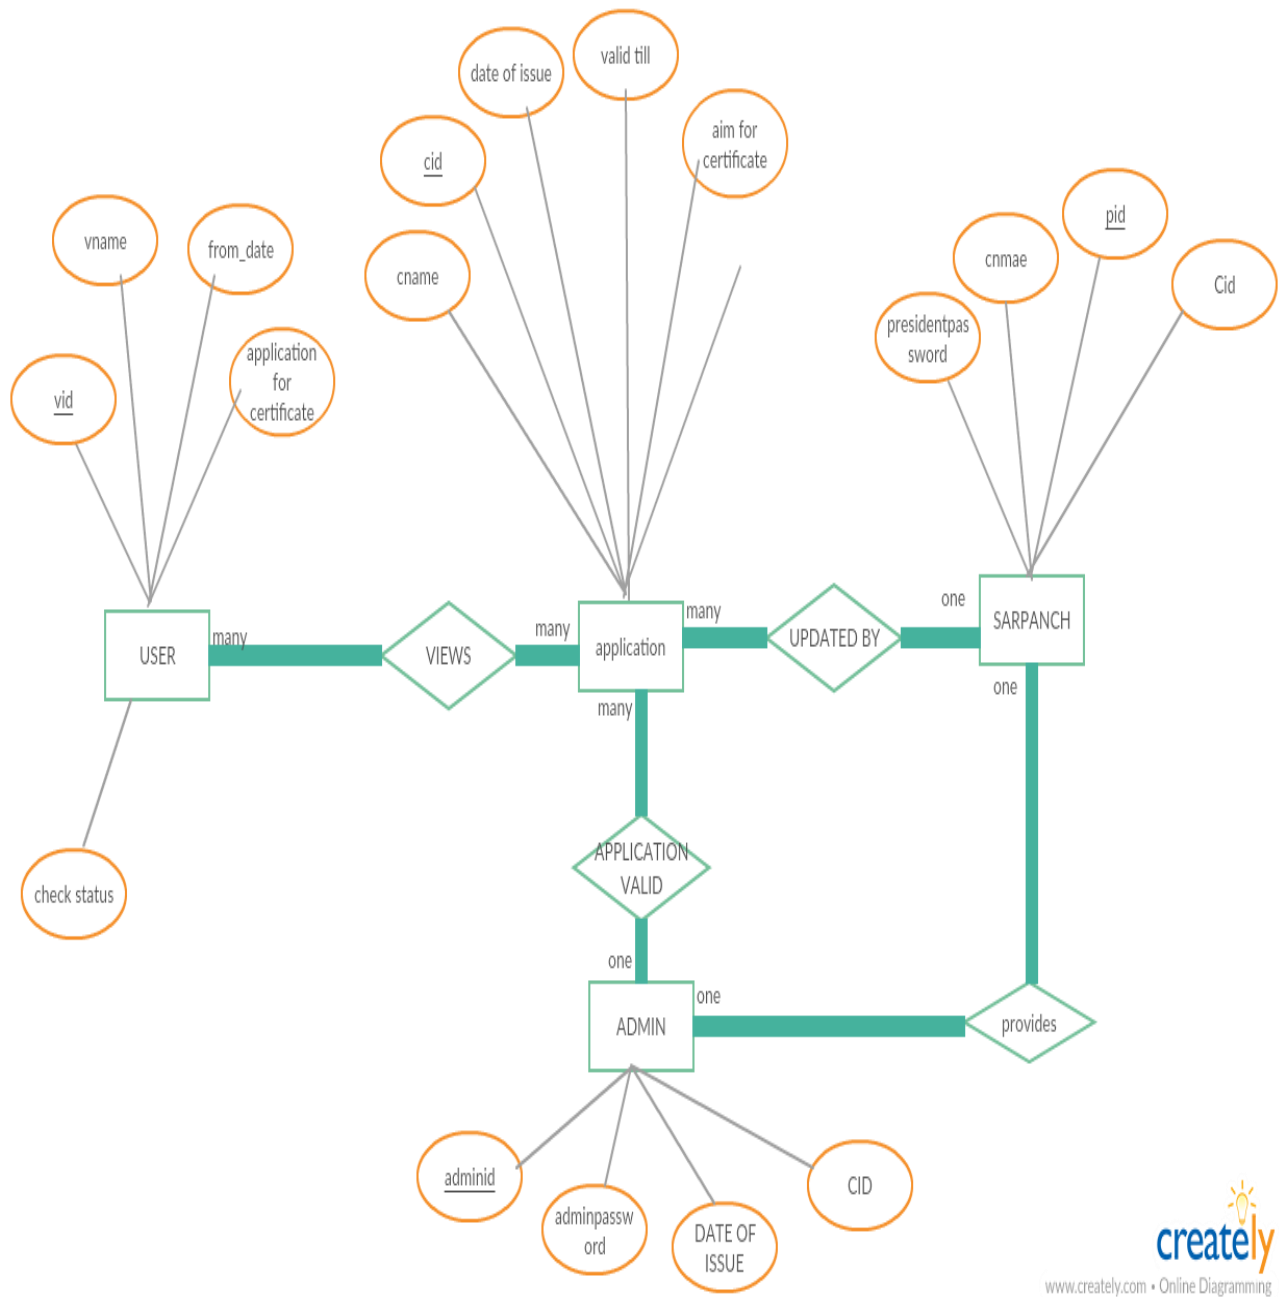 valid till
date of issue
aim for
certificate
cid
cname
vname
from_date
application
for
certificate
vid
pid
cnmae
Cid
presidentpas
sword
one
many
many
many
USER
VIEWS
application
UPDATED BY
SARPANCH
many
one
APPLICATION
VALID
check status
one
one
ADMIN
provides
adminid
adminpassw
ord
DATE OF
ISSUE
CID
creately
www.creately.com • Online Diagramming